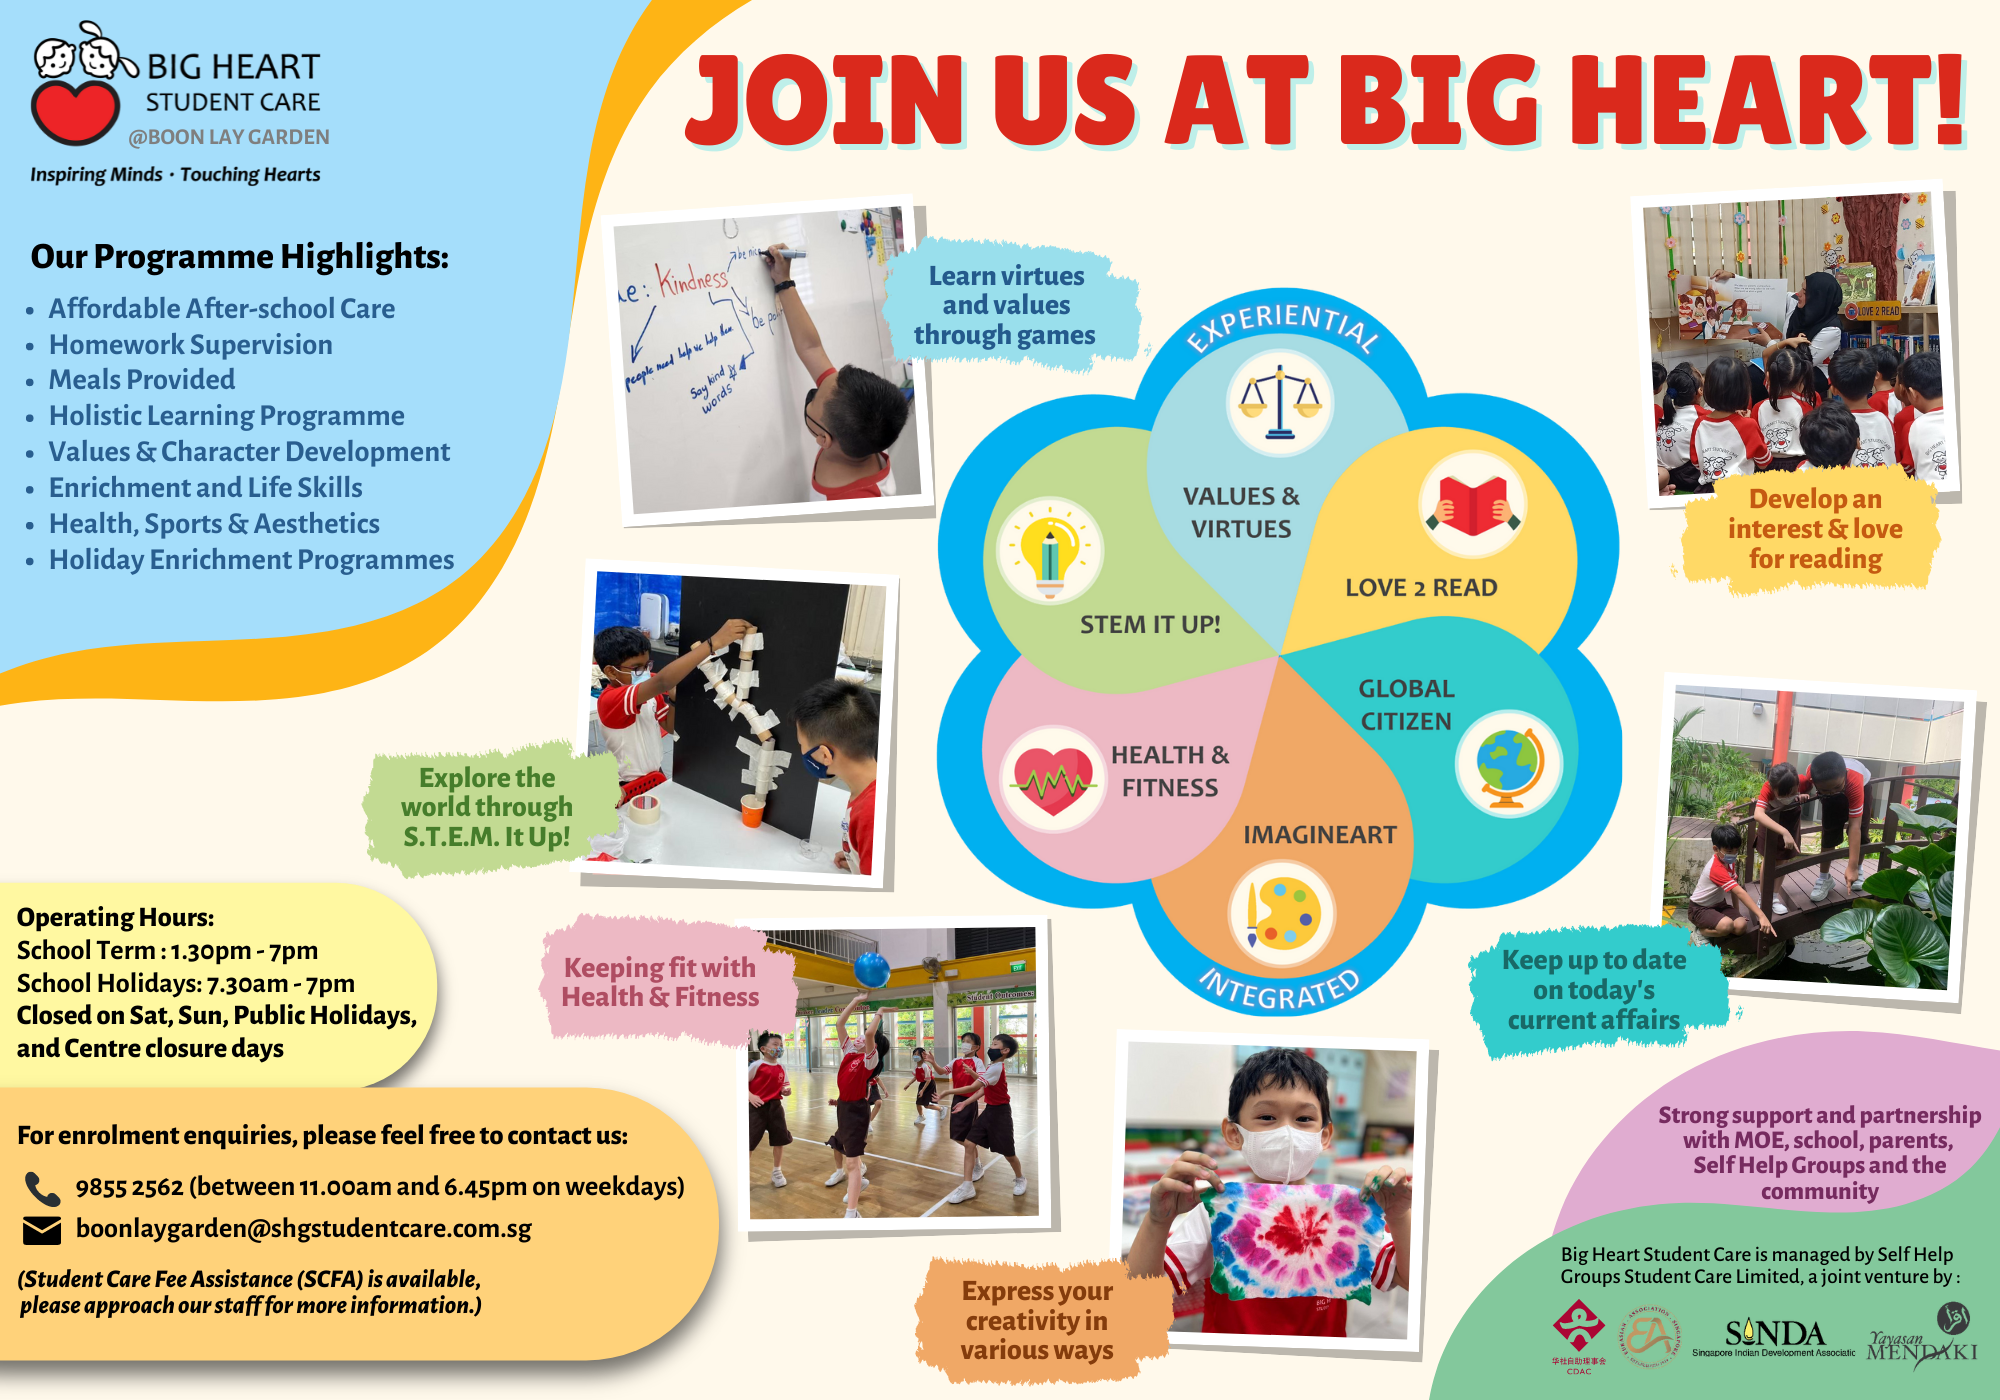 BIG HEART
STUDENT CARE
@BOON LAY GARDEN
Inspiring Minds · Touching Hearts
JOIN US AT BIG HEART!
Our Programme Highlights:
• Affordable After-school Care
• Homework Supervision
• Meals Provided
• Holistic Learning Programme
• Values & Character Development
• Enrichment and Life Skills
• Health, Sports & Aesthetics
• Holiday Enrichment Programmes
Kindness
be nice
people need help we help them
Say kind
words
Learn virtues
and values
through games
LOVE 2 READ
Develop an
interest & love
for reading
EXPERIENTIAL
VALUES &
VIRTUES
LOVE 2 READ
STEM IT UP!
GLOBAL
CITIZEN
HEALTH &
FITNESS
IMAGINEART
INTEGRATED
Explore the
world through
S.T.E.M. It Up!
Keeping fit with
Health & Fitness
Student Outcomes:
Keep up to date
on today's
current affairs
Express your
creativity in
various ways
Operating Hours:
School Term : 1.30pm - 7pm
School Holidays: 7.30am - 7pm
Closed on Sat, Sun, Public Holidays,
and Centre closure days
For enrolment enquiries, please feel free to contact us:
9855 2562 (between 11.00am and 6.45pm on weekdays)
boonlaygarden@shgstudentcare.com.sg
(Student Care Fee Assistance (SCFA) is available,
please approach our staff for more information.)
Strong support and partnership
with MOE, school, parents,
Self Help Groups and the
community
Big Heart Student Care is managed by Self Help
Groups Student Care Limited, a joint venture by :
华社自助理事会
CDAC
EURASIAN · ASSOCIATION · SINGAPORE
EA
SINDA
Singapore Indian Development Associatic
Yayasan
MENDAKI